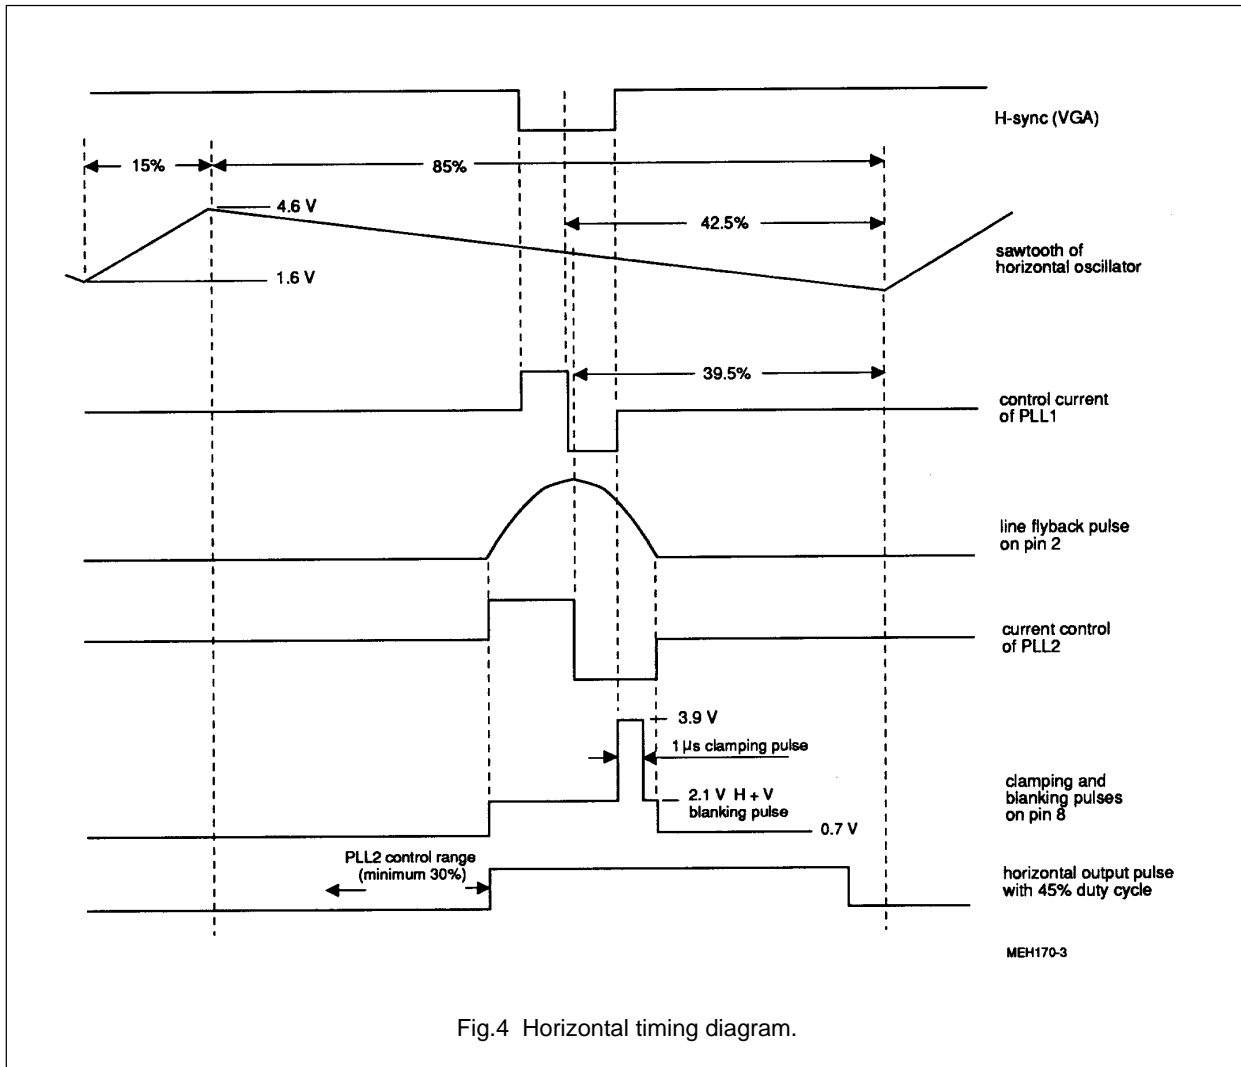 H-sync (VGA)
15%
85%
4.6 V
42.5%
sawtooth of
horizontal oscillator
1.6 V
39.5%
control current
of PLL1
line flyback pulse
on pin 2
current control
of PLL2
3.9 V
1 µs clamping pulse
2.1 V H + V
blanking pulse
clamping and
blanking pulses
on pin 8
0.7 V
PLL2 control range
(minimum 30%)
horizontal output pulse
with 45% duty cycle
MEH170-3
Fig.4 Horizontal timing diagram.